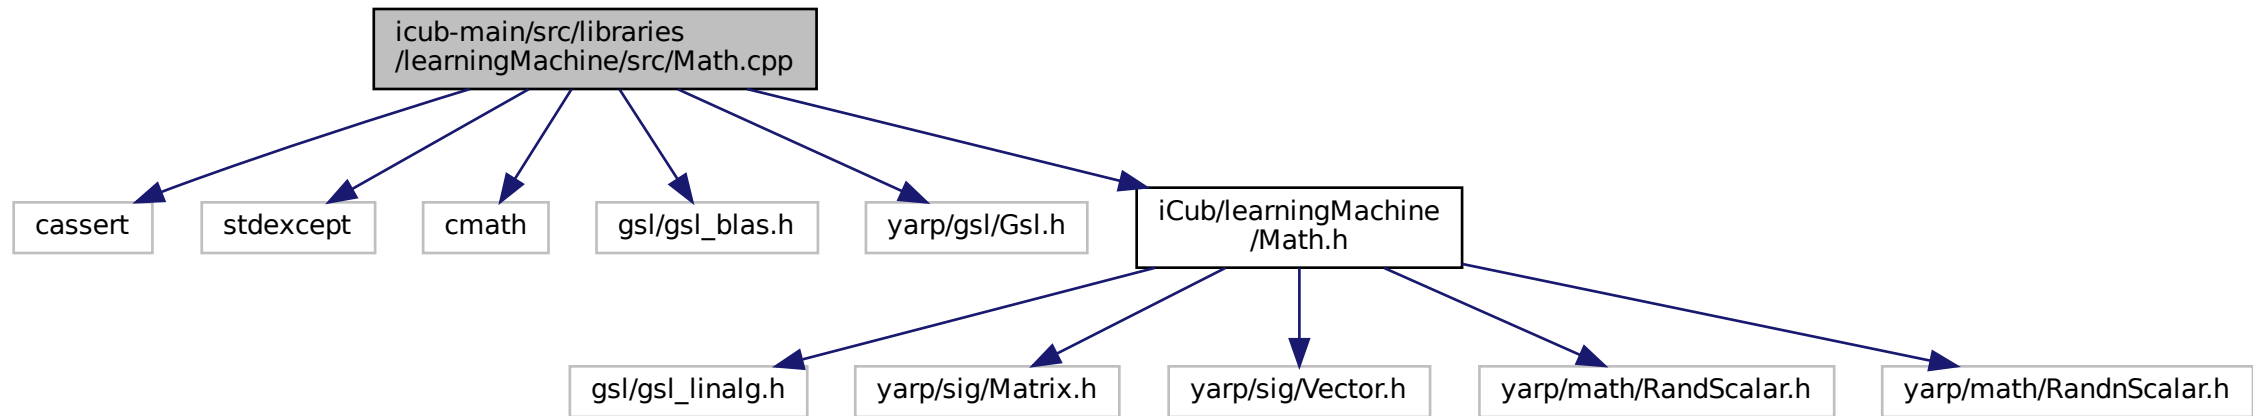 icub-main/src/libraries
/learningMachine/src/Math.cpp
cassert
stdexcept
cmath
gsl/gsl_blas.h
yarp/gsl/Gsl.h
iCub/learningMachine
/Math.h
gsl/gsl_linalg.h
yarp/sig/Matrix.h
yarp/sig/Vector.h
yarp/math/RandScalar.h
yarp/math/RandnScalar.h